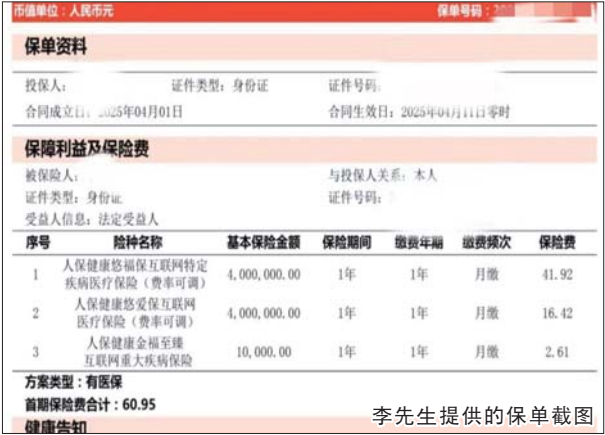 币值单位：人民币元 保单号码：
保单资料
投保人： 证件类型：身份证 证件号码：
合同成立日：2025年04月01日 合同生效日：2025年04月11日零时
保障利益及保险费
被保险人： 与投保人关系：本人
证件类型：身份证 证件号码：
受益人信息：法定受益人
序号 险种名称 基本保险金额 保险期间 缴费年期 缴费频次 保险费
1 人保健康悠福保互联网特定 4,000,000.00 1年 1年 月缴 41.92
疾病医疗保险（费率可调）
2 人保健康悠爱保互联网 4,000,000.00 1年 1年 月缴 16.42
医疗保险（费率可调）
3 人保健康金福至臻 10,000.00 1年 1年 月缴 2.61
互联网重大疾病保险
方案类型：有医保
首期保险费合计：60.95
健康告知
李先生提供的保单截图